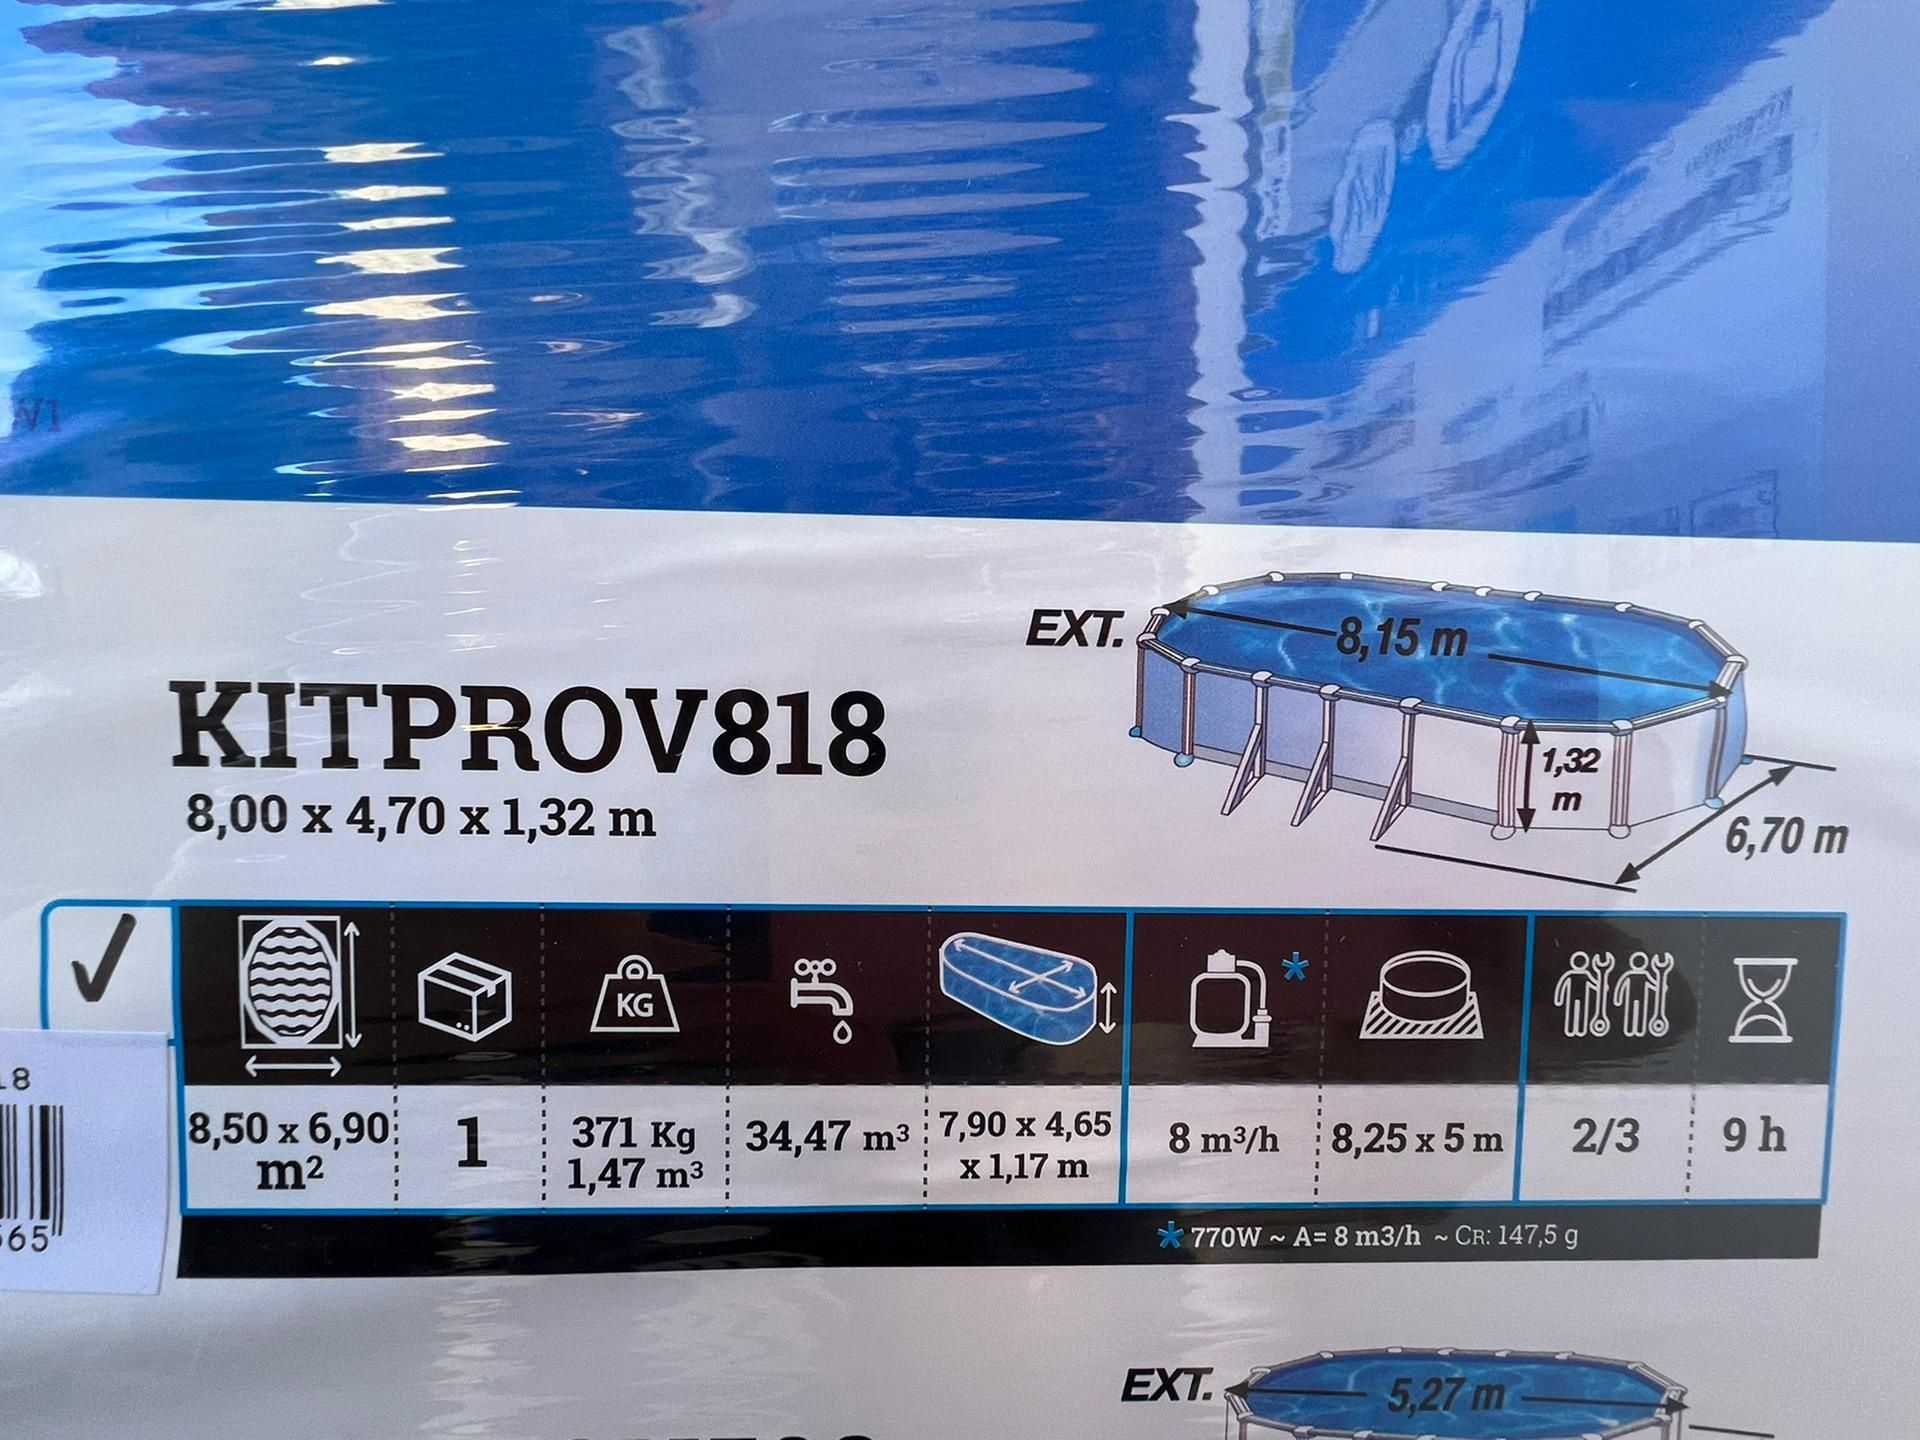 EXT.
8,15 m
1,32
m
6,70 m
KITPROV818
8,00 x 4,70 x 1,32 m
KG
8,50 x 6,90
m²
1
371 Kg
1,47 m³
34,47 m³
7,90 x 4,65
x 1,17 m
8 m³/h
8,25 x 5 m
2/3
9 h
* 770W ~ A= 8 m3/h ~ CR: 147,5 g
18
565
EXT.
5,27 m